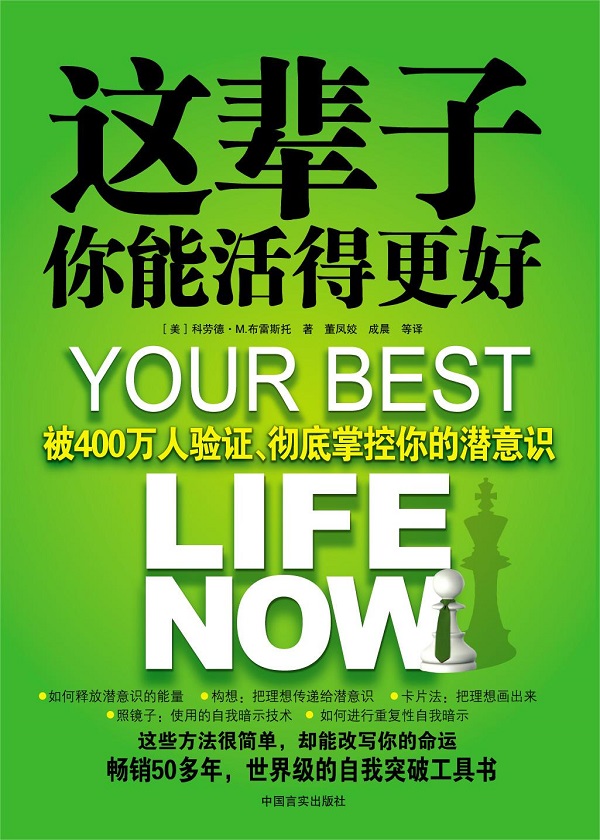 这辈子
你能活得更好
[美]科劳德·M.布雷斯托 著 董凤姣 成晨 等译
YOUR BEST
被400万人验证、彻底掌控你的潜意识
LIFE
NOW
●如何释放潜意识的能量 ●构想：把理想传递给潜意识 ●卡片法：把理想画出来
●照镜子：使用的自我暗示技术 ●如何进行重复性自我暗示
这些方法很简单，却能改写你的命运
畅销50多年，世界级的自我突破工具书
中国言实出版社